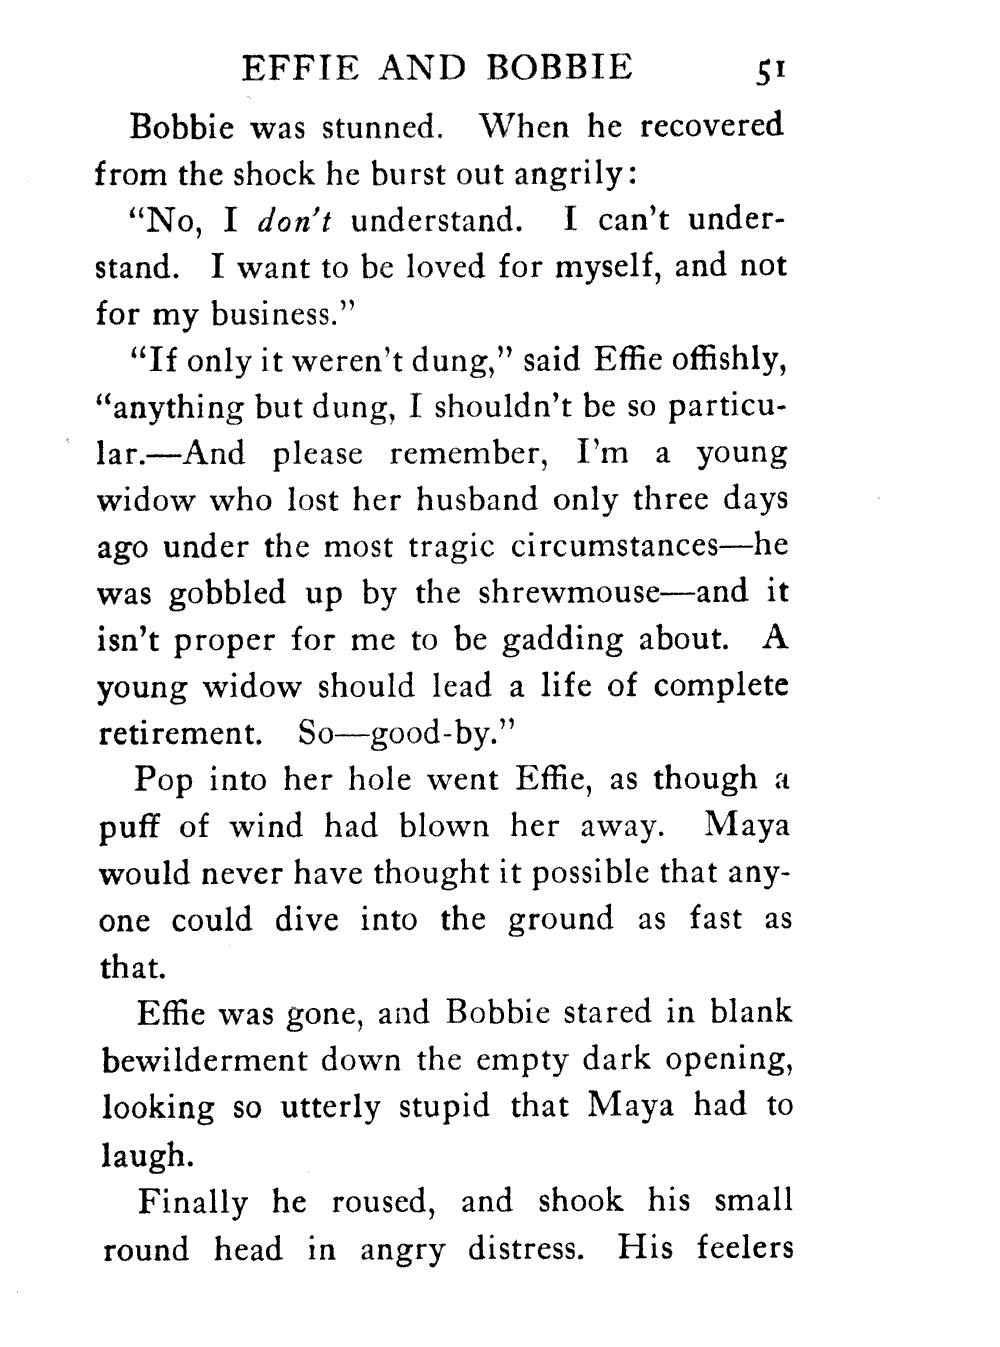 EFFIE AND BOBBIE 51
Bobbie was stunned. When he recovered
from the shock he burst out angrily:
“No, I don’t understand. I can’t under-
stand. I want to be loved for myself, and not
for my business.”
“If only it weren’t dung,” said Effie offishly,
“anything but dung, I shouldn’t be so particu-
lar.—And please remember, I’m a young
widow who lost her husband only three days
ago under the most tragic circumstances—he
was gobbled up by the shrewmouse—and it
isn’t proper for me to be gadding about. A
young widow should lead a life of complete
retirement. So—good-by.”
Pop into her hole went Effie, as though a
puff of wind had blown her away. Maya
would never have thought it possible that any-
one could dive into the ground as fast as
that.
Effie was gone, and Bobbie stared in blank
bewilderment down the empty dark opening,
looking so utterly stupid that Maya had to
laugh.
Finally he roused, and shook his small
round head in angry distress. His feelers